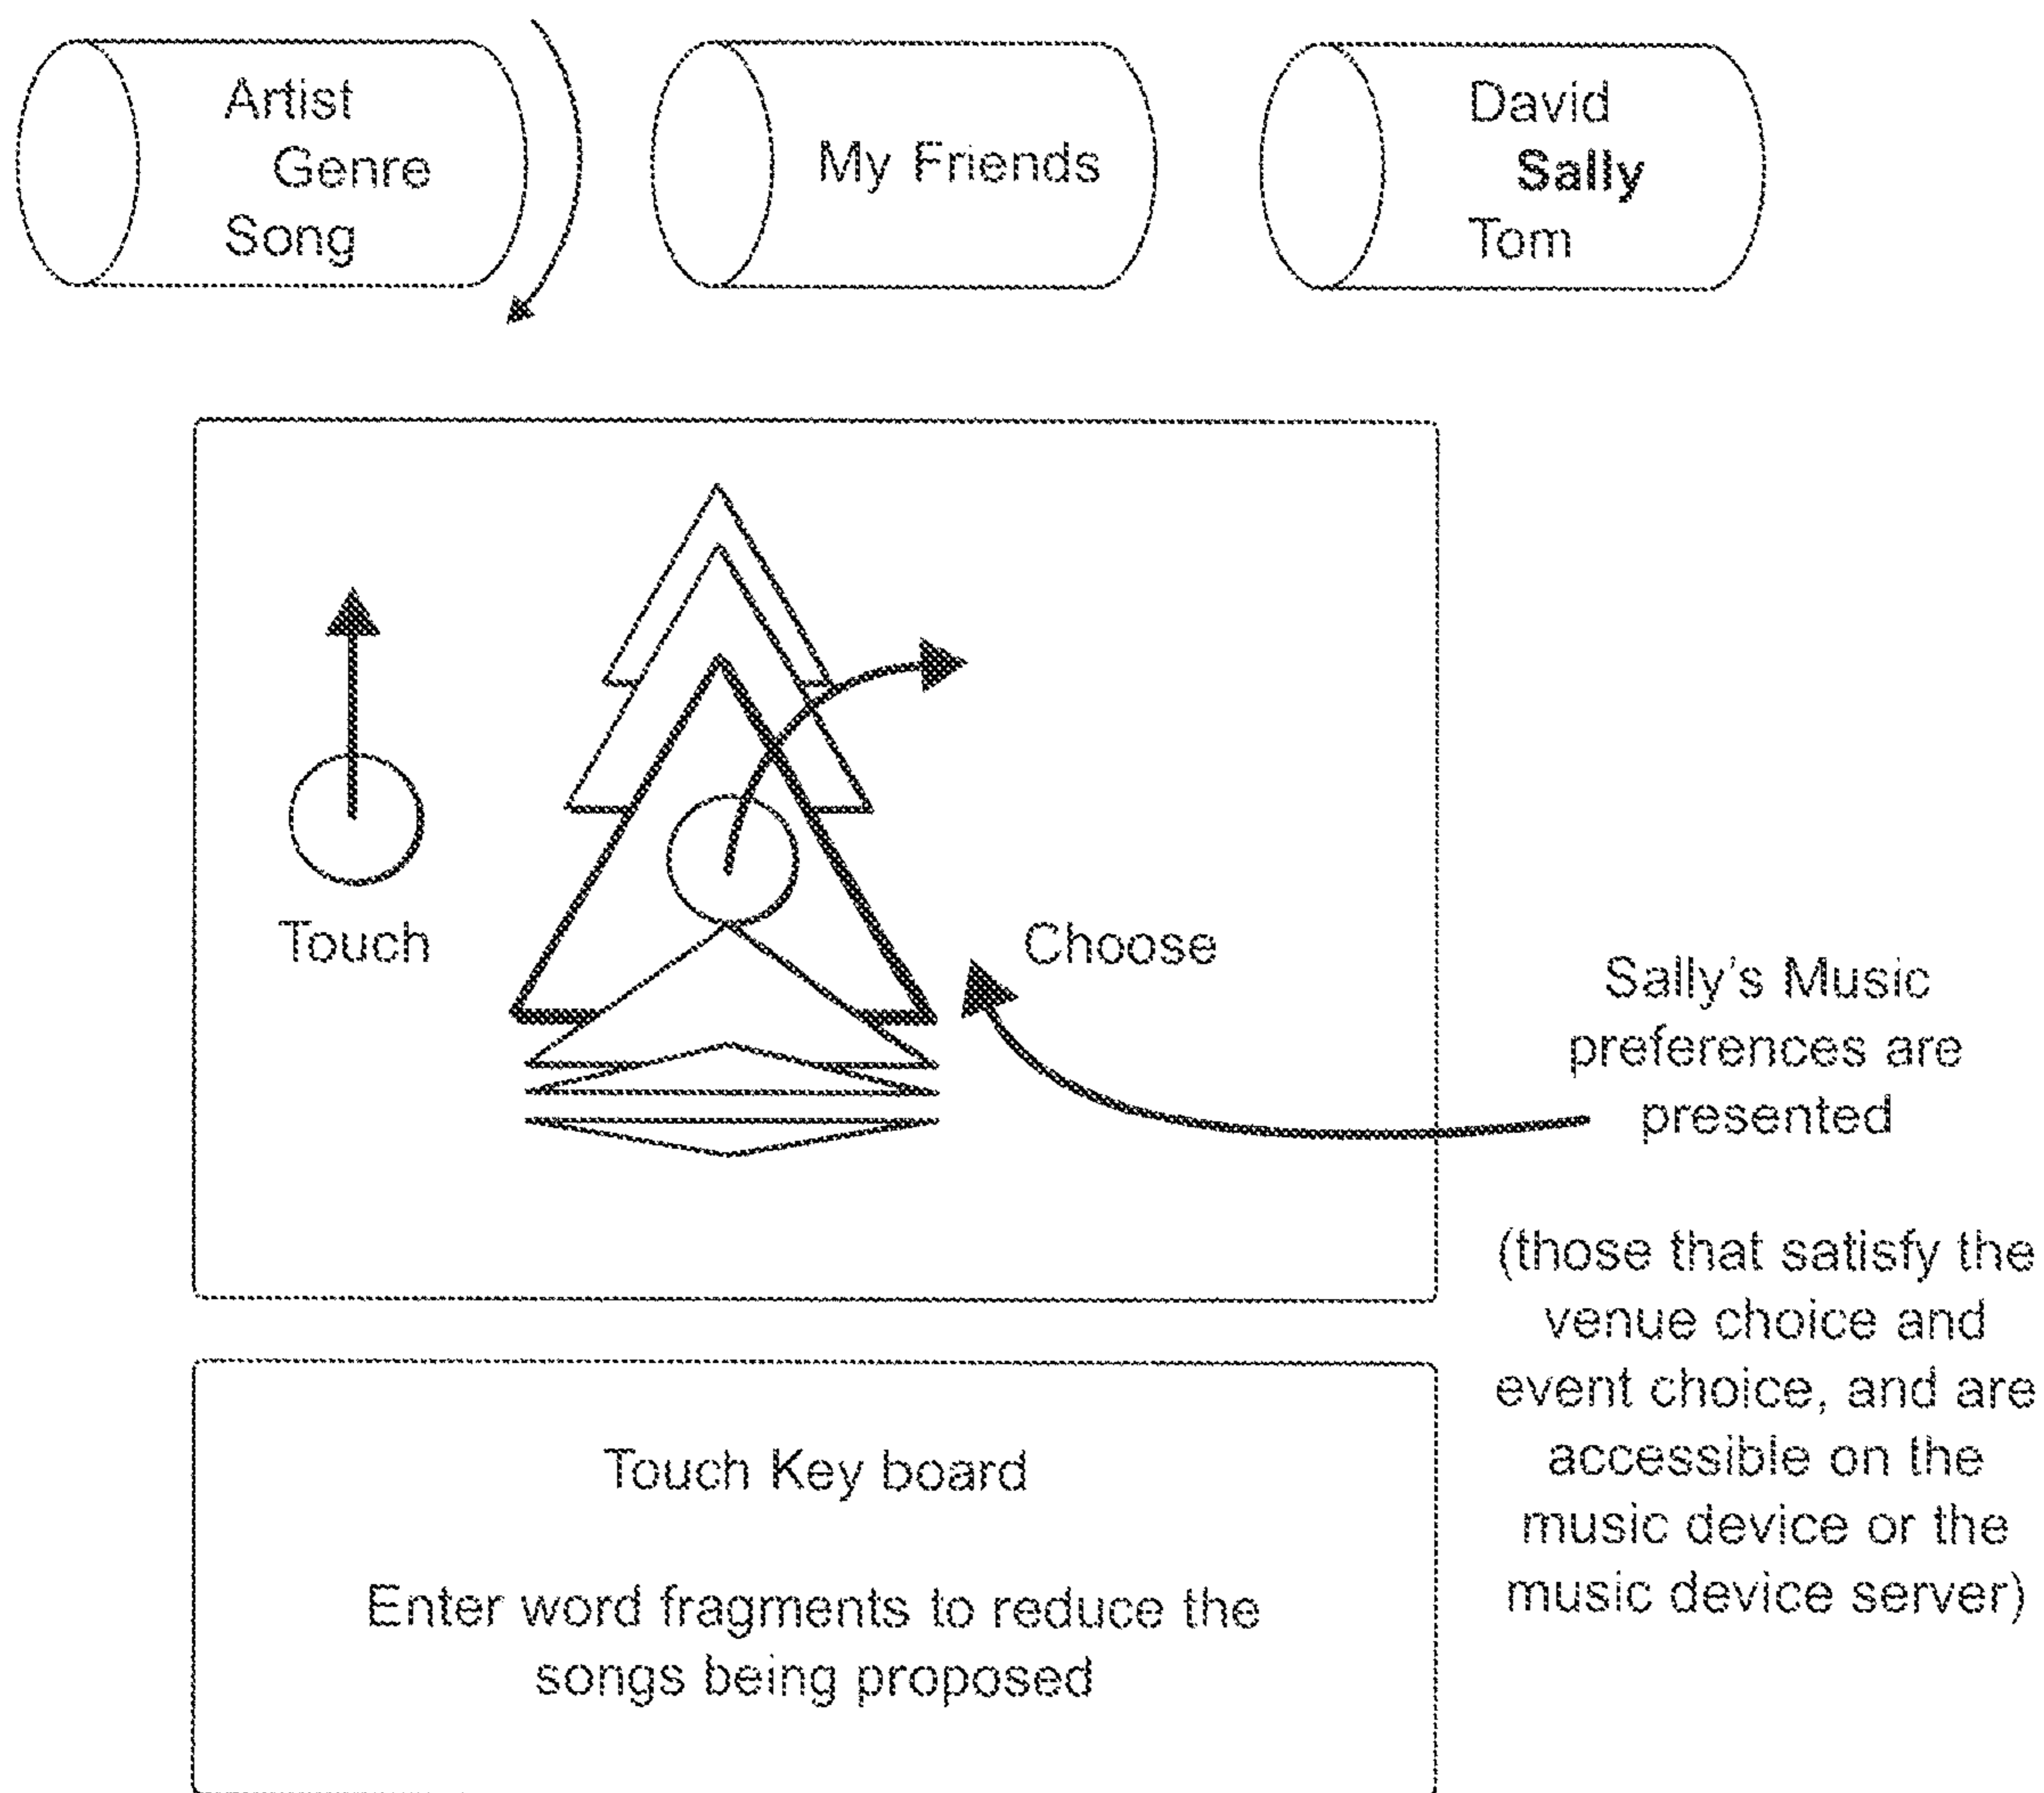 Artist
Genre
Song
My Friends
David
Sally
Tom
Touch
Choose
Sally's Music
preferences are
presented
(those that satisfy the
venue choice and
event choice, and are
accessible on the
music device or the
music device server)
Touch Key board
Enter word fragments to reduce the
songs being proposed